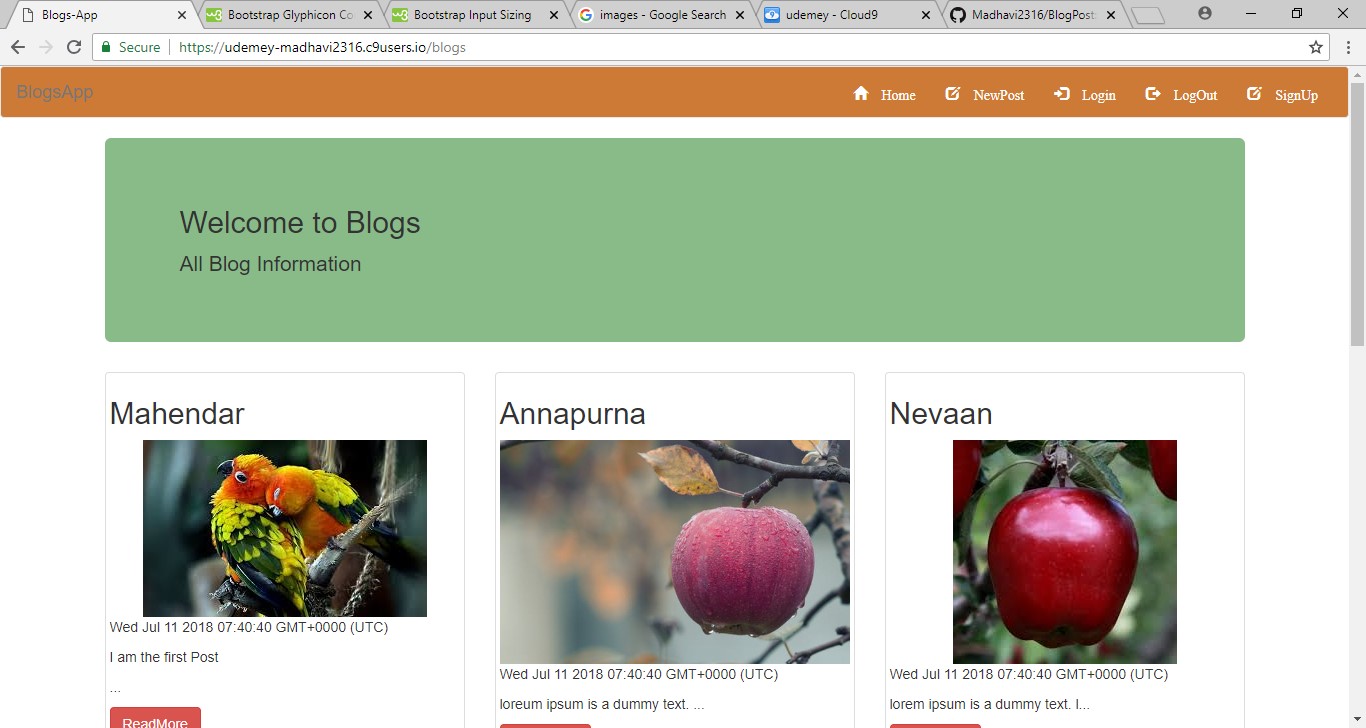 Blogs-App
Bootstrap Glyphicon Co
Bootstrap Input Sizing
images - Google Search
udemey - Cloud9
Madhavi2316/BlogPost
Secure
https://udemey-madhavi2316.c9users.io/blogs
BlogsApp
Home
NewPost
Login
LogOut
SignUp
Welcome to Blogs
All Blog Information
Mahendar
Wed Jul 11 2018 07:40:40 GMT+0000 (UTC)
I am the first Post
...
ReadMore
Annapurna
Wed Jul 11 2018 07:40:40 GMT+0000 (UTC)
loreum ipsum is a dummy text. ...
Nevaan
Wed Jul 11 2018 07:40:40 GMT+0000 (UTC)
lorem ipsum is a dummy text. l...